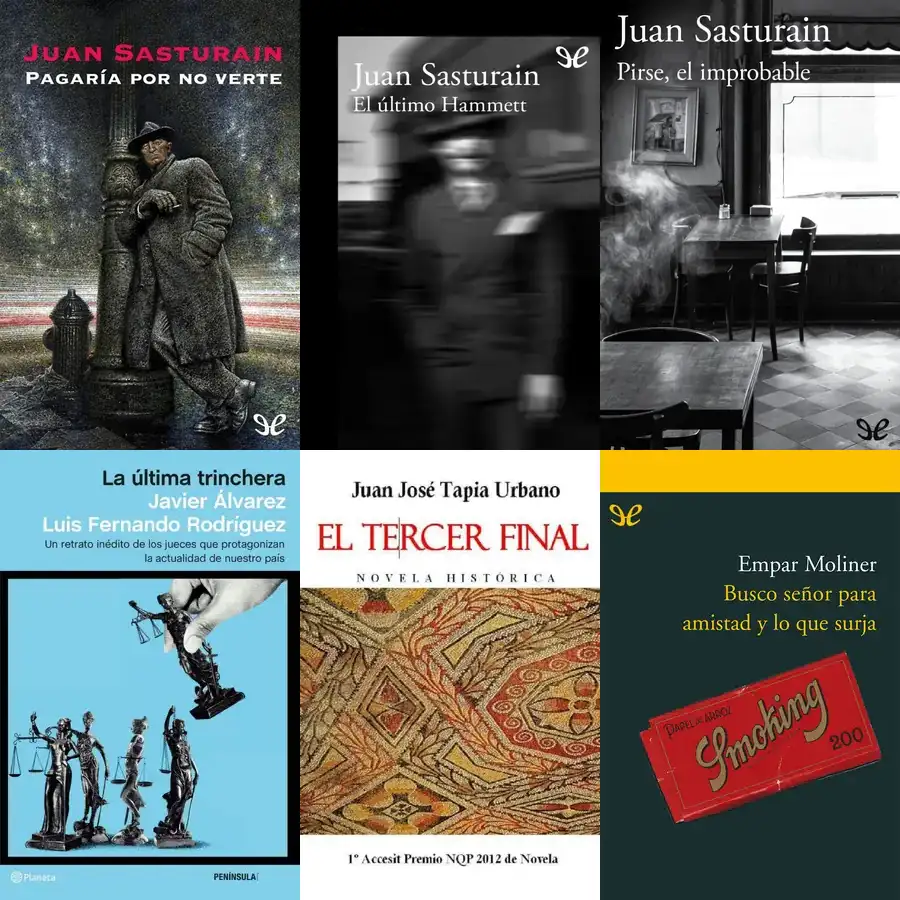 JUAN SASTURAIN
PAGARÍA POR NO VERTE
Juan Sasturain
El último Hammett
Juan Sasturain
Pirse, el improbable
La última trinchera
Javier Álvarez
Luis Fernando Rodríguez
Un retrato inédito de los jueces que protagonizan
la actualidad de nuestro país
Planeta
PENÍNSULA
Juan José Tapia Urbano
EL TERCER FINAL
NOVELA HISTÓRICA
1º Accesit Premio NQP 2012 de Novela
Empar Moliner
Busco señor para
amistad y lo que surja
PAPEL DE ARROZ
Smoking
200